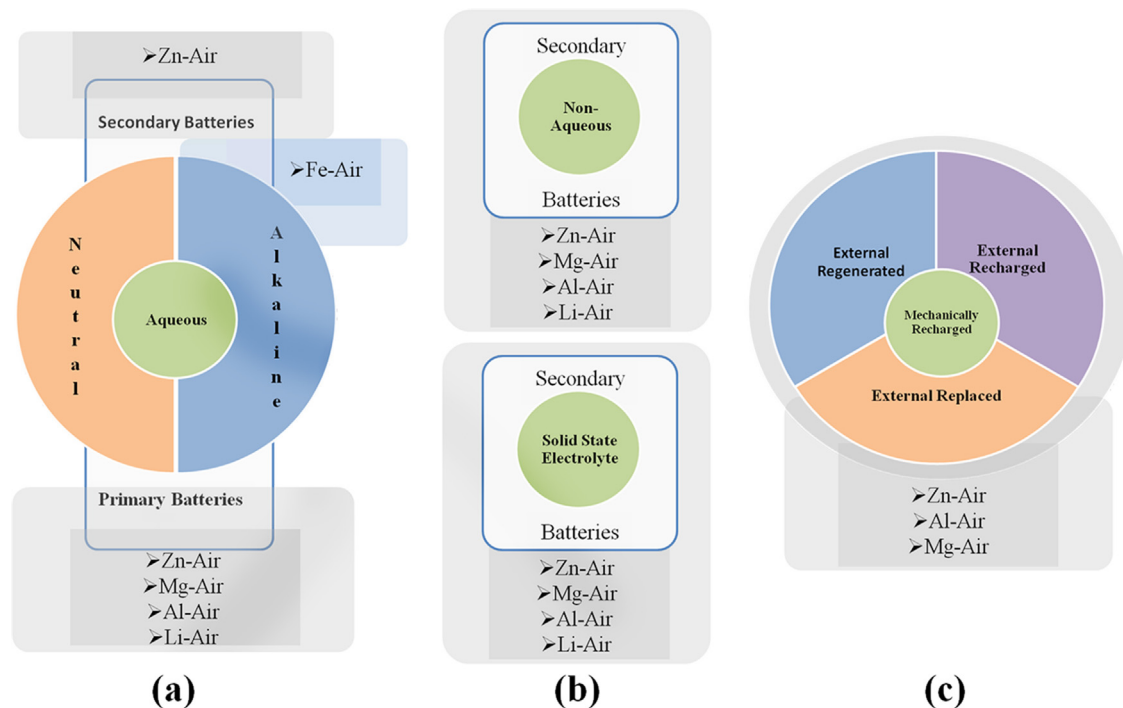 ➢Zn-Air
Secondary Batteries
➢Fe-Air
Neutral
Alkaline
Aqueous
Primary Batteries
➢Zn-Air
➢Mg-Air
➢Al-Air
➢Li-Air
(a)
Secondary
Non-
Aqueous
Batteries
➢Zn-Air
➢Mg-Air
➢Al-Air
➢Li-Air
Secondary
Solid State
Electrolyte
Batteries
➢Zn-Air
➢Mg-Air
➢Al-Air
➢Li-Air
(b)
External
Regenerated
External
Recharged
Mechanically
Recharged
External Replaced
➢Zn-Air
➢Al-Air
➢Mg-Air
(c)